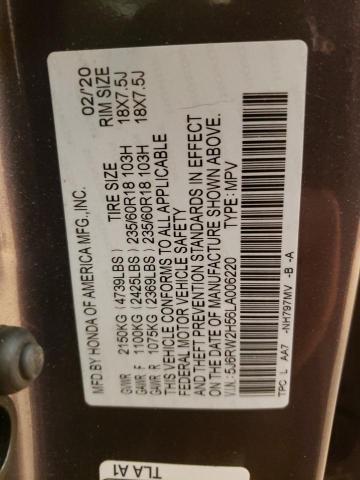 MFD BY HONDA OF AMERICA MFG., INC. 02/'20
TIRE SIZE RIM SIZE
GVWR 2150KG (4739LBS)
GAWR F 1100KG (2425LBS) 235/60R18 103H 18X7.5J
GAWR R 1075KG (2369LBS) 235/60R18 103H 18X7.5J
THIS VEHICLE CONFORMS TO ALL APPLICABLE
FEDERAL MOTOR VEHICLE SAFETY
AND THEFT PREVENTION STANDARDS IN EFFECT
ON THE DATE OF MANUFACTURE SHOWN ABOVE.
V.I.N.: 5J6RW2H56LA006220 TYPE: MPV
TPC L AA7 -NH797MV -B -A
TLA A1